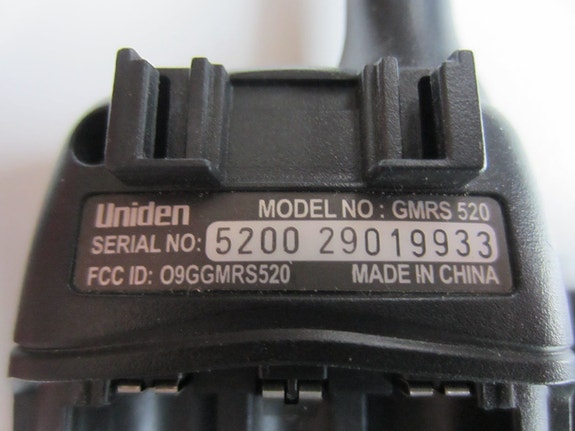 Uniden MODEL NO : GMRS 520
SERIAL NO: 5200 29019933
FCC ID: O9GGMRS520 MADE IN CHINA